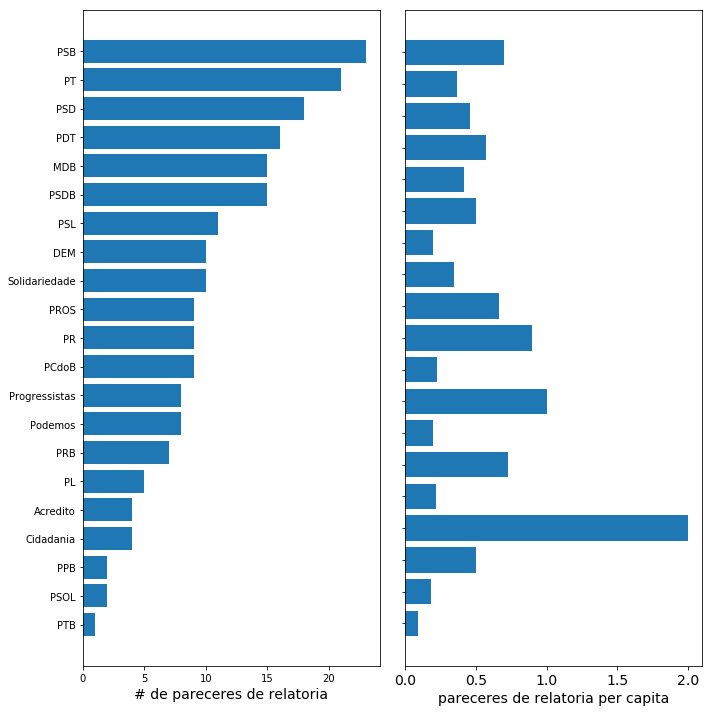 PSB
PT
PSD
PDT
MDB
PSDB
PSL
DEM
Solidariedade
PROS
PR
PCdoB
Progressistas
Podemos
PRB
PL
Acredito
Cidadania
PPB
PSOL
PTB
0 5 10 15 20
# de pareceres de relatoria
0.0 0.5 1.0 1.5 2.0
pareceres de relatoria per capita